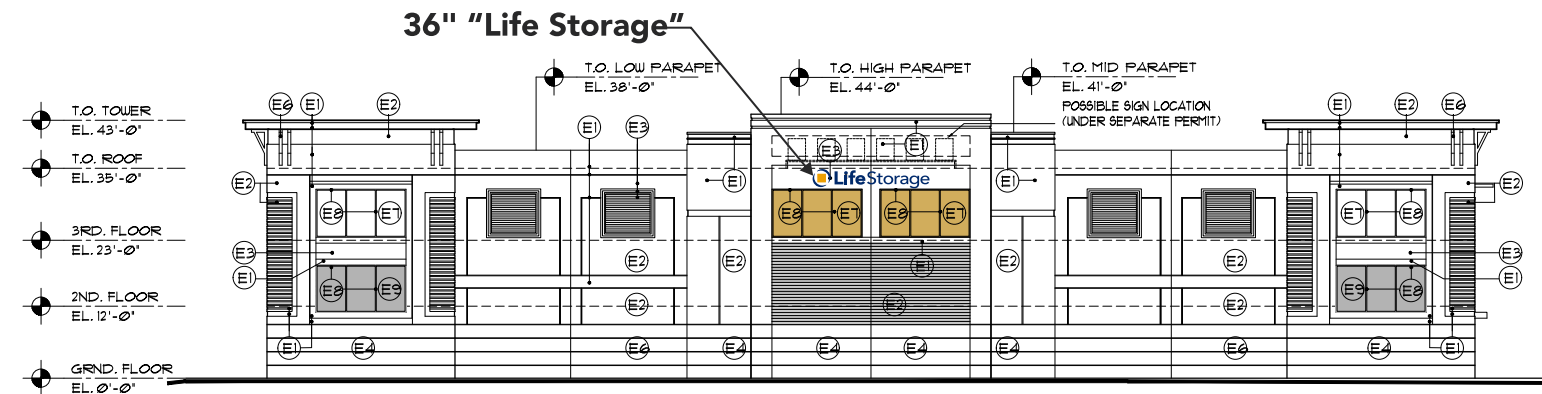 36" “Life Storage”
T.O. LOW PARAPET
EL. 38'-0"
T.O. HIGH PARAPET
EL. 44'-0"
T.O. MID PARAPET
EL. 41'-0"
POSSIBLE SIGN LOCATION
(UNDER SEPARATE PERMIT)
T.O. TOWER
EL. 43'-0"
E6 E1 E2
E1 E3
E1
E1 E2 E6
T.O. ROOF
EL. 35'-0"
E2
E1
E3
LifeStorage
E1
E2
E8 E7
E8 E7
E8 E7
E7 E8
3RD. FLOOR
EL. 23'-0"
E3
E1
E2
E2
E1
E2
E2
E3
E1
E8 E9
E9 E8
2ND. FLOOR
EL. 12'-0"
E2
E2
E2
E1
E4
E6
E4
E4
E4
E4
E6
E4
E1
GRND. FLOOR
EL. 0'-0"